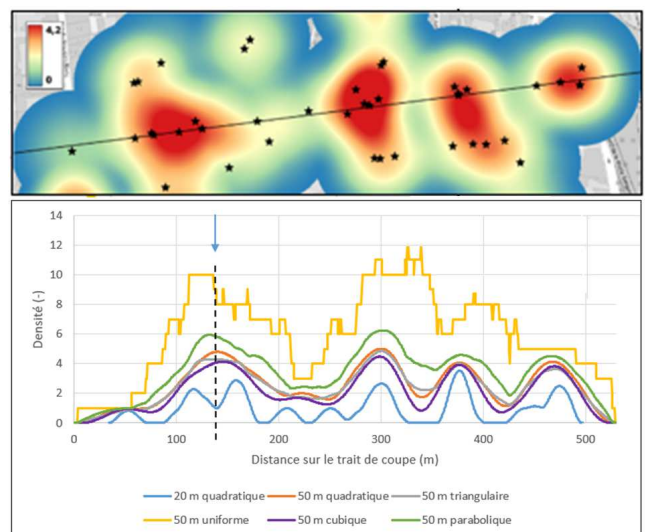 4,2
0
14
12
10
8
6
4
2
0
Densité (-)
0 100 200 300 400 500
Distance sur le trait de coupe (m)
20 m quadratique 50 m quadratique 50 m triangulaire
50 m uniforme 50 m cubique 50 m parabolique